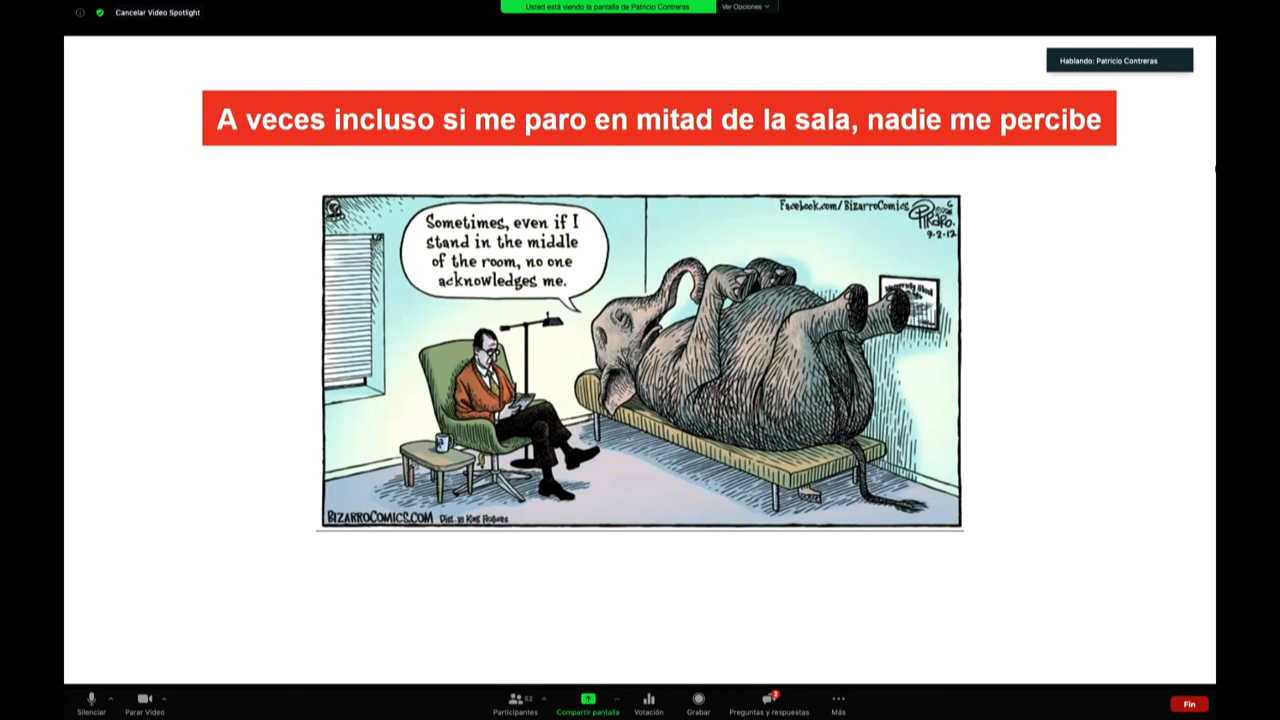 Cancelar Video Spotlight
Usted está viendo la pantalla de Patricio Contreras
Ver Opciones
Hablando: Patricio Contreras
A veces incluso si me paro en mitad de la sala, nadie me percibe
Sometimes, even if I
stand in the middle
of the room, no one
acknowledges me.
Facebook.com/BizarroComics
PIRARO.
9-2-12
BIZARROCOMICS.COM Dist. by King Features
Silenciar
Parar Video
52
Participantes
Compartir pantalla
Votación
Grabar
2
Preguntas y respuestas
Más
Fin